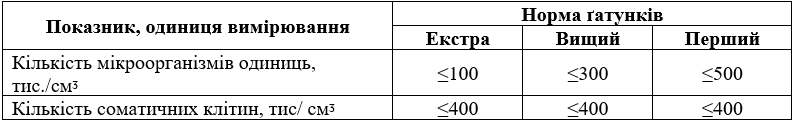 Показник, одиниця вимірювання Норма ґатунків
Екстра Вищий Перший
Кількість мікроорганізмів одиниць,
тис./см³ ≤100 ≤300 ≤500
Кількість соматичних клітин, тис/ см³ ≤400 ≤400 ≤400